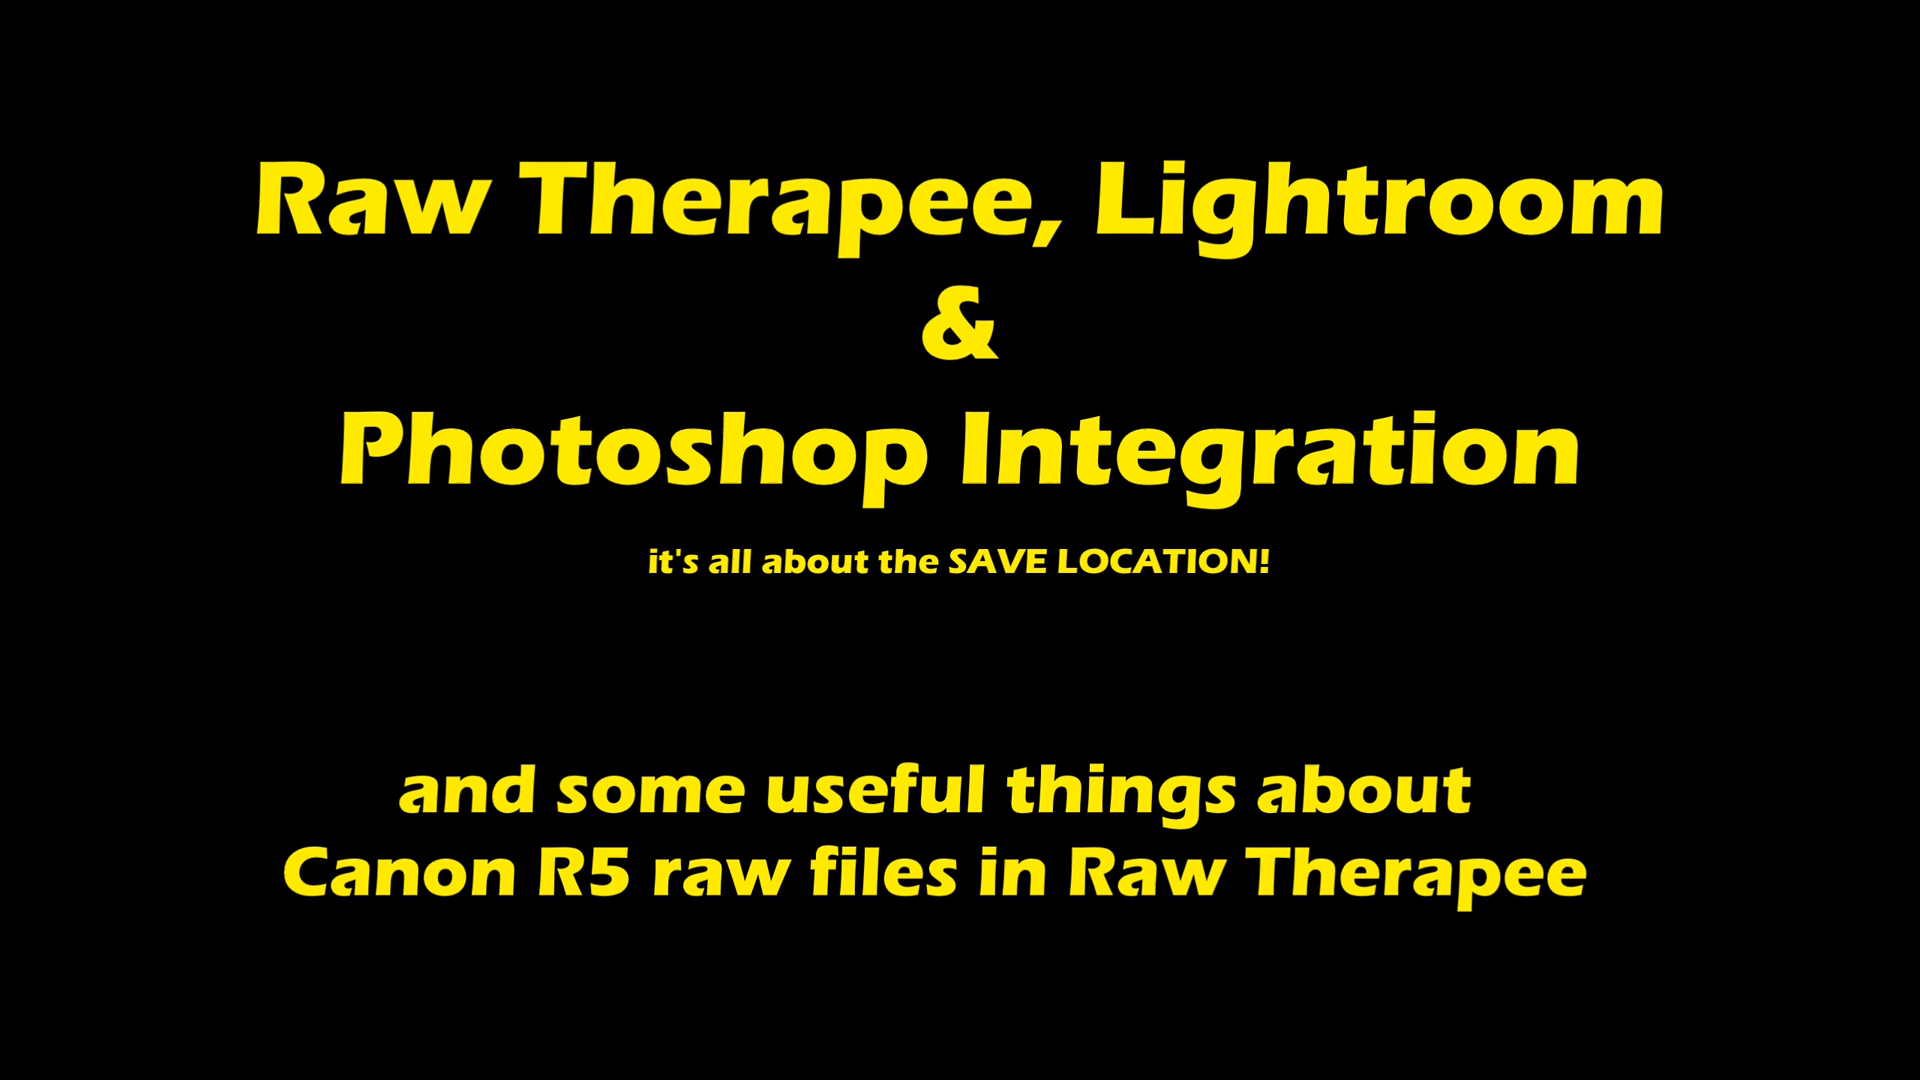 Raw Therapee, Lightroom
&
Photoshop Integration
it's all about the SAVE LOCATION!
and some useful things about
Canon R5 raw files in Raw Therapee